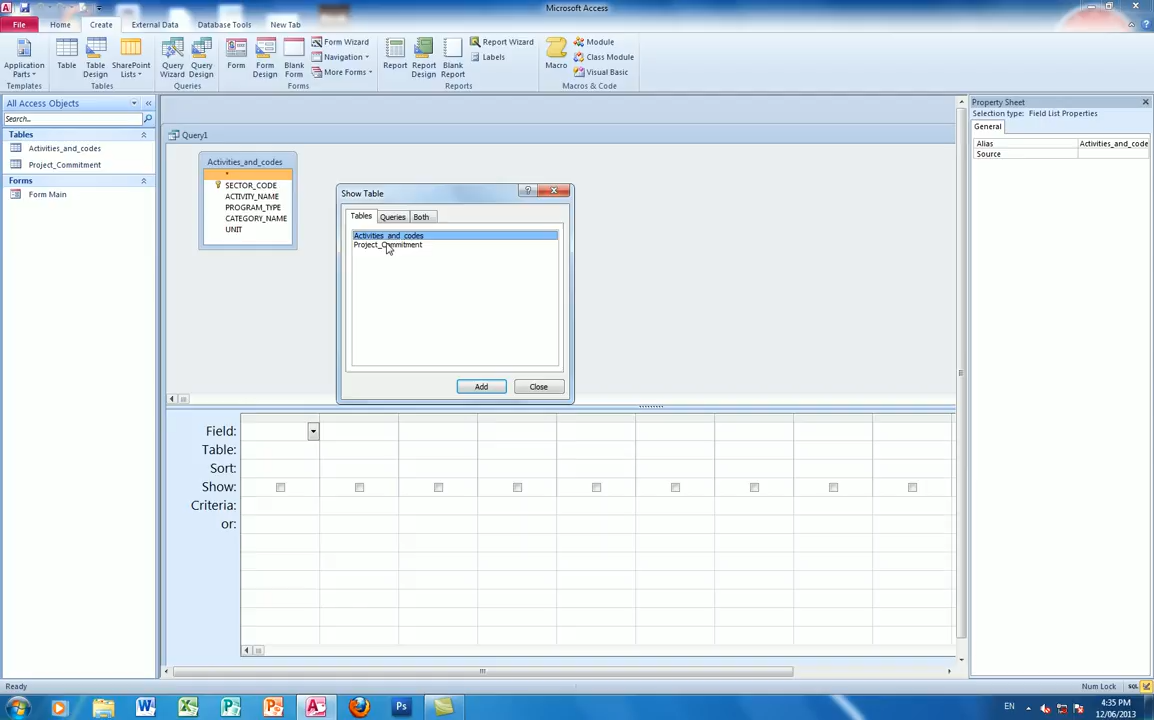 Microsoft Access
File Home Create External Data Database Tools New Tab
Application Parts Table Table Design SharePoint Lists Query Wizard Query Design Form Form Design Blank Form Form Wizard Navigation More Forms Report Report Design Blank Report Report Wizard Labels Macro Module Class Module Visual Basic
Templates Tables Queries Forms Reports Macros & Code
All Access Objects
Search...
Tables
Activities_and_codes
Project_Commitment
Forms
Form Main
Query1
Activities_and_codes
*
SECTOR_CODE
ACTIVITY_NAME
PROGRAM_TYPE
CATEGORY_NAME
UNIT
Show Table
?
Tables Queries Both
Activities_and_codes
Project_Commitment
Add Close
Field:
Table:
Sort:
Show:
Criteria:
or:
Property Sheet
Selection type: Field List Properties
General
Alias Activities_and_code
Source
Ready Num Lock SQL
EN 4:35 PM
12/06/2013